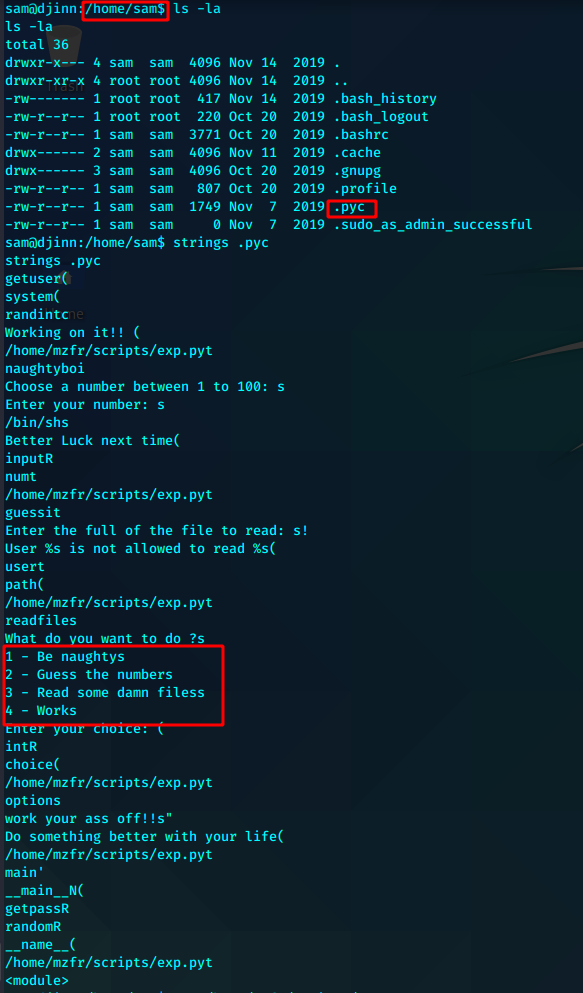 sam@djinn:/home/sam$ ls -la
ls -la
total 36
drwxr-x--- 4 sam  sam  4096 Nov 14  2019 .
drwxr-xr-x 4 root root 4096 Nov 14  2019 ..
-rw------- 1 root root  417 Nov 14  2019 .bash_history
-rw-r--r-- 1 root root  220 Oct 20  2019 .bash_logout
-rw-r--r-- 1 sam  sam  3771 Oct 20  2019 .bashrc
drwx------ 2 sam  sam  4096 Nov 11  2019 .cache
drwx------ 3 sam  sam  4096 Oct 20  2019 .gnupg
-rw-r--r-- 1 sam  sam   807 Oct 20  2019 .profile
-rw-r--r-- 1 sam  sam  1749 Nov  7  2019 .pyc
-rw-r--r-- 1 sam  sam     0 Nov  7  2019 .sudo_as_admin_successful
sam@djinn:/home/sam$ strings .pyc
strings .pyc
getuser(
system(
randintc
Working on it!! (
/home/mzfr/scripts/exp.pyt
naughtyboi
Choose a number between 1 to 100: s
Enter your number: s
/bin/shs
Better Luck next time(
inputR
numt
/home/mzfr/scripts/exp.pyt
guessit
Enter the full of the file to read: s!
User %s is not allowed to read %s(
usert
path(
/home/mzfr/scripts/exp.pyt
readfiles
What do you want to do ?s
1 - Be naughtys
2 - Guess the numbers
3 - Read some damn filess
4 - Works
Enter your choice: (
intR
choice(
/home/mzfr/scripts/exp.pyt
options
work your ass off!!s"
Do something better with your life(
/home/mzfr/scripts/exp.pyt
main'
__main__N(
getpassR
randomR
__name__(
/home/mzfr/scripts/exp.pyt
<module>